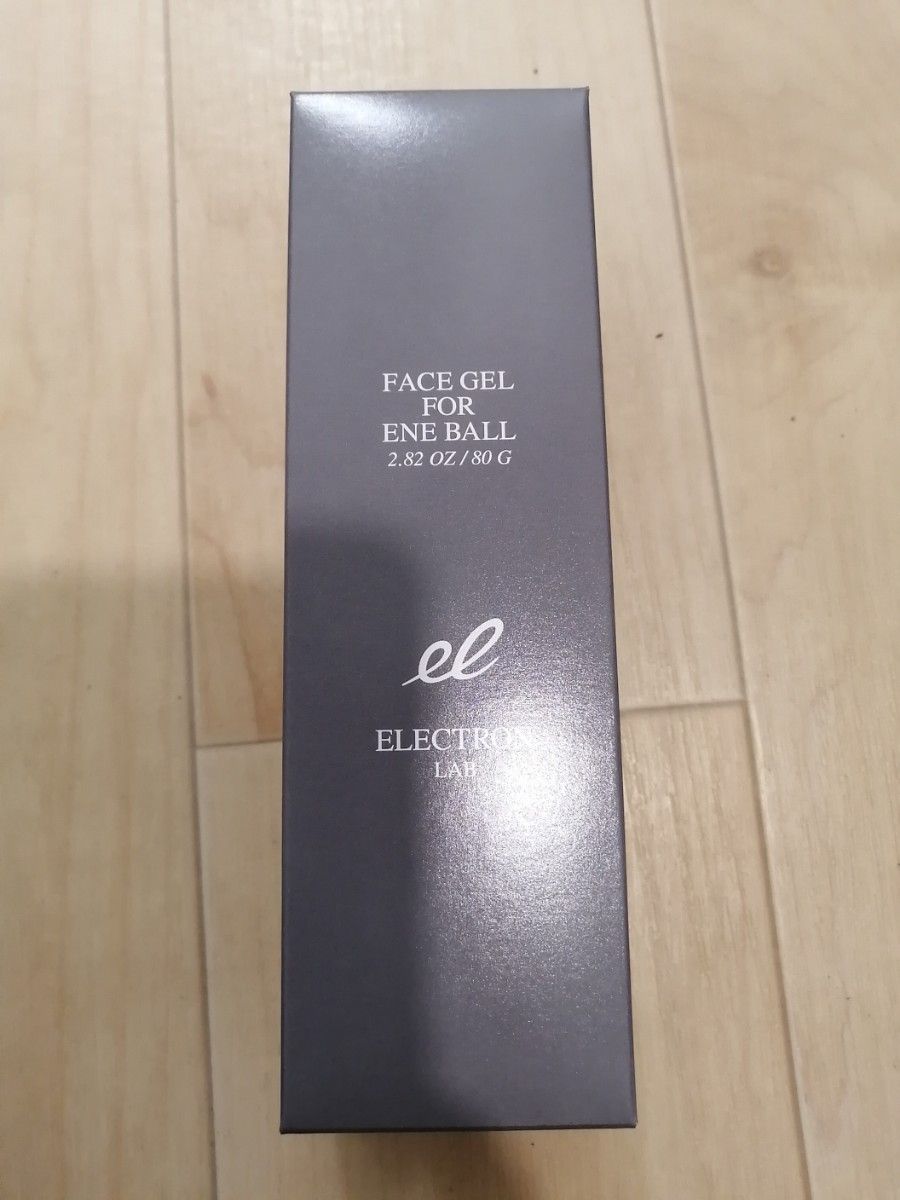 FACE GEL
FOR
ENE BALL
2.82 OZ / 80 G
el
ELECTRON
LAB